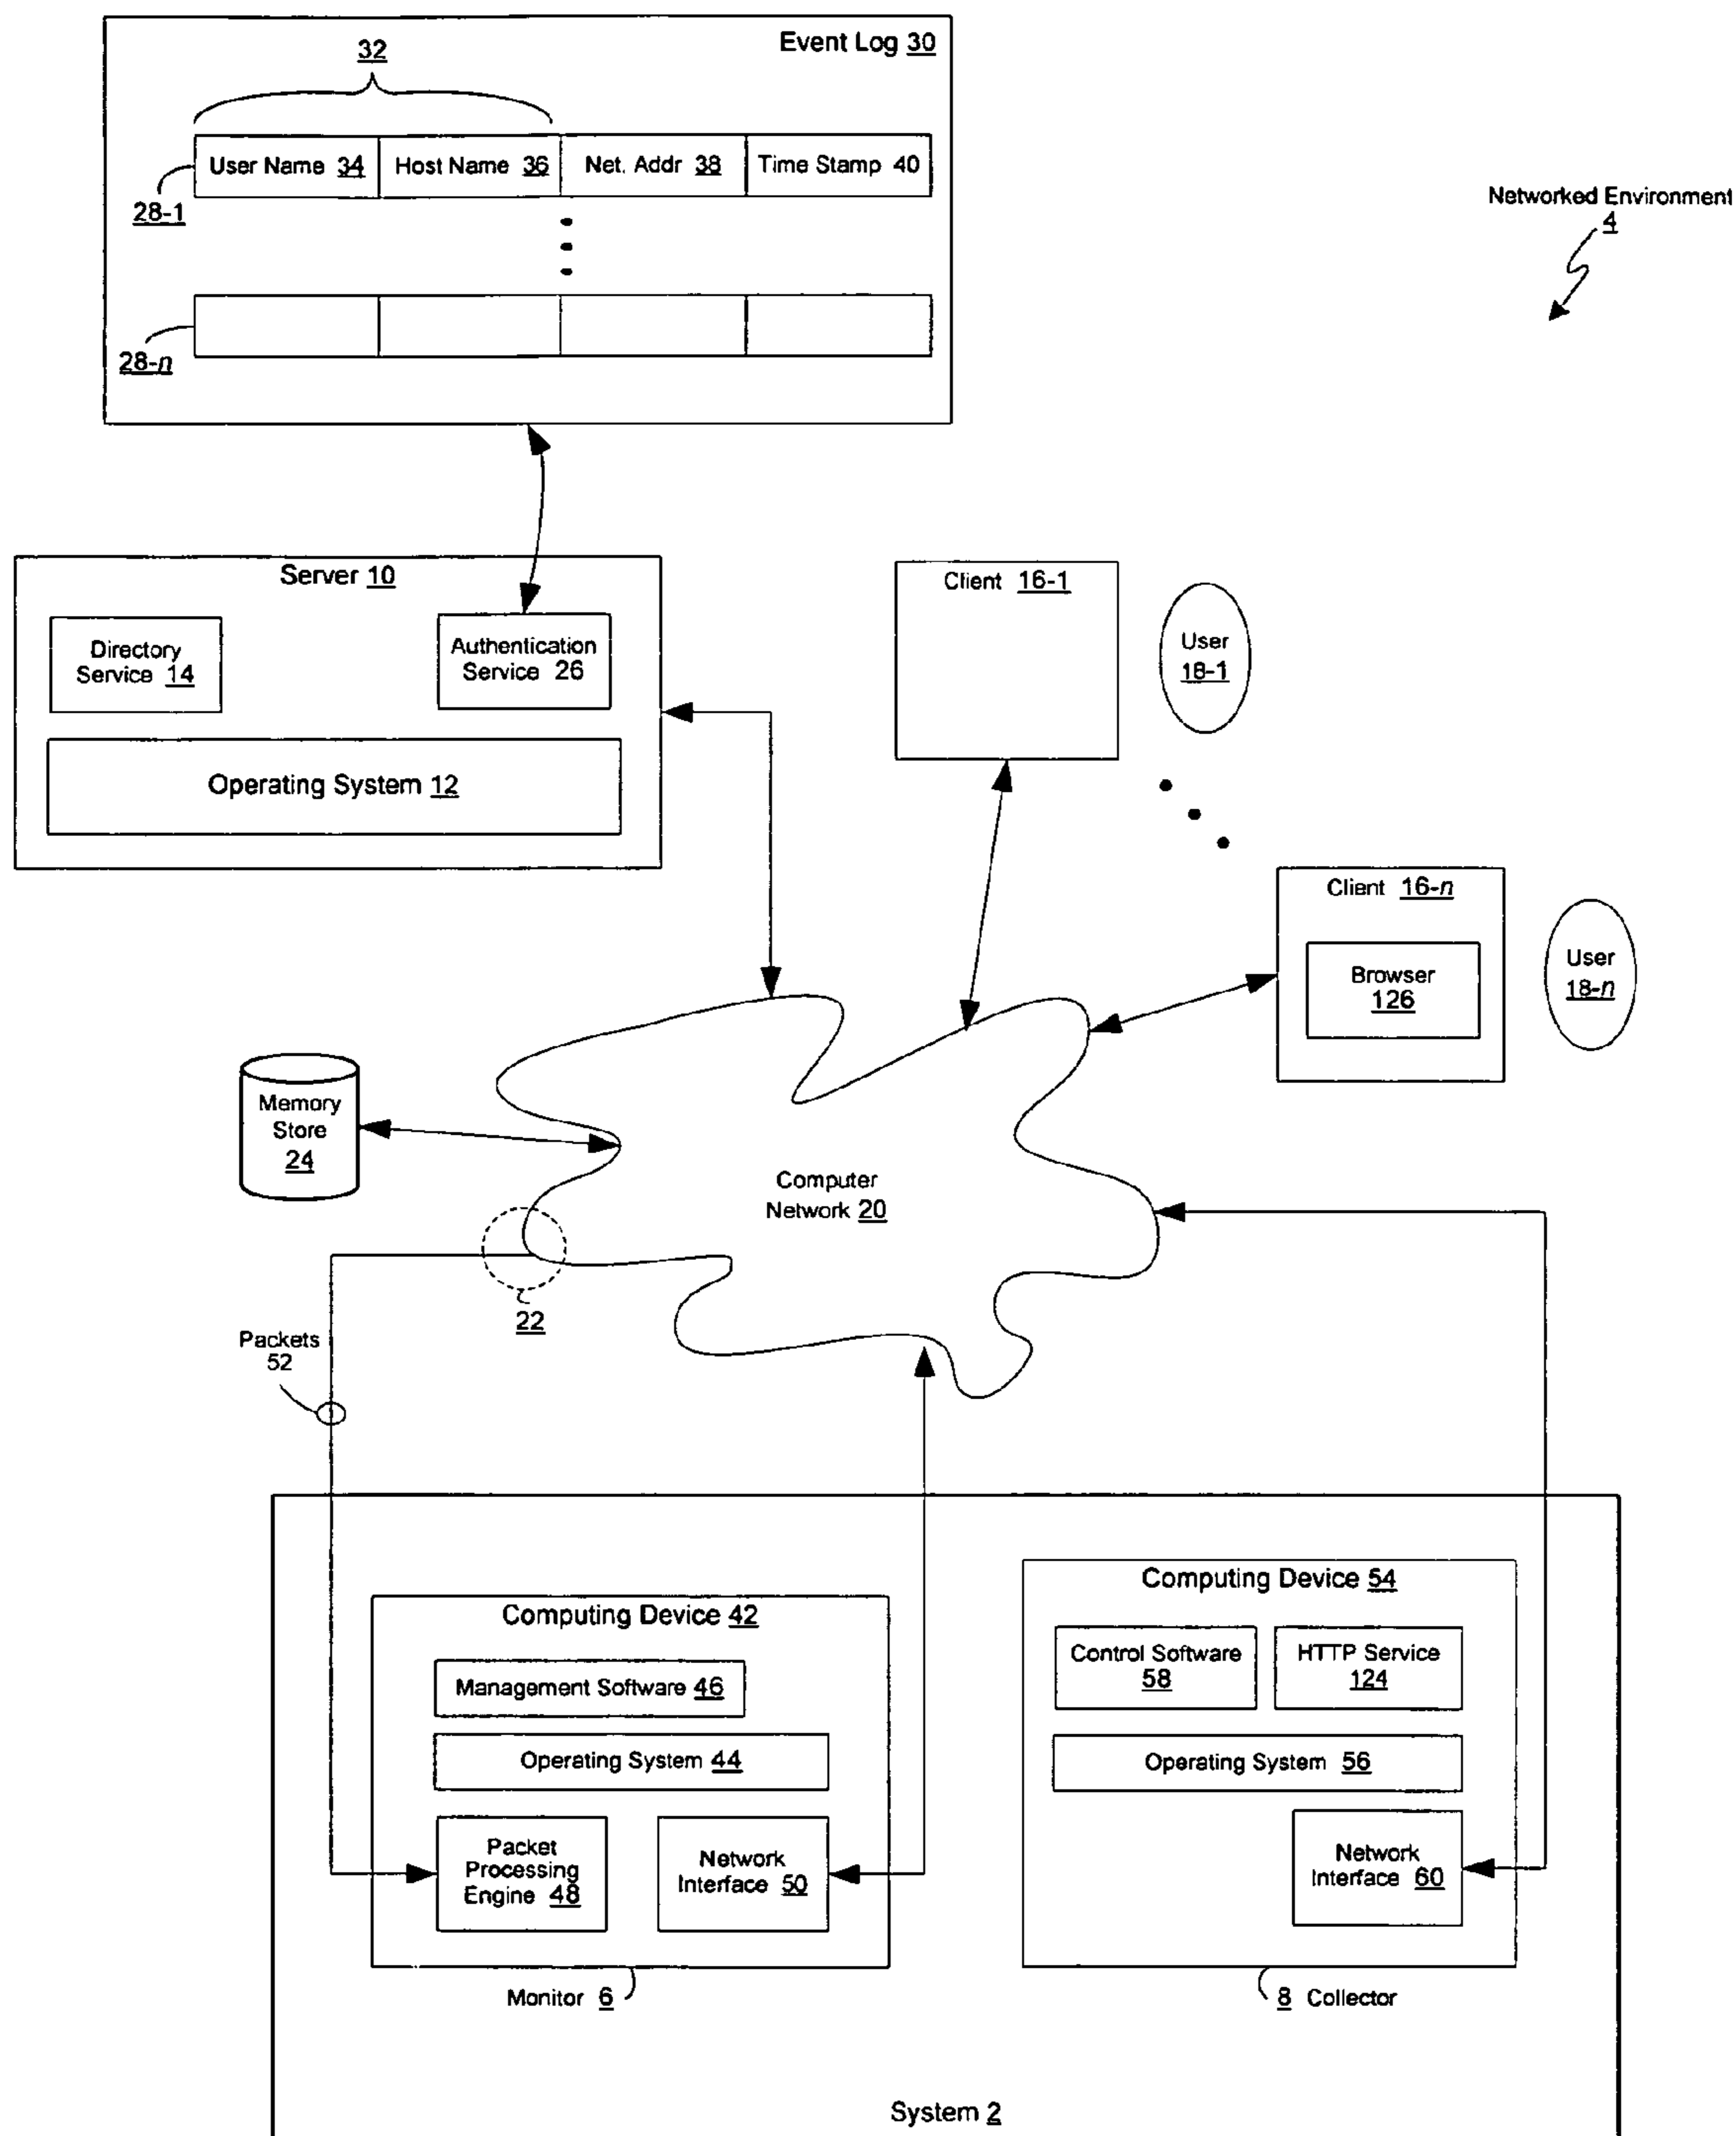 Event Log 30
32
User Name 34
Host Name 36
Net. Addr 38
Time Stamp 40
28-1
28-n
Networked Environment
4
Server 10
Directory
Service 14
Authentication
Service 26
Operating System 12
Client 16-1
User
18-1
Client 16-n
Browser
126
User
18-n
Memory
Store
24
Computer
Network 20
22
Packets
52
Computing Device 42
Management Software 46
Operating System 44
Packet
Processing
Engine 48
Network
Interface 50
Monitor 6
Computing Device 54
Control Software
58
HTTP Service
124
Operating System 56
Network
Interface 60
8 Collector
System 2